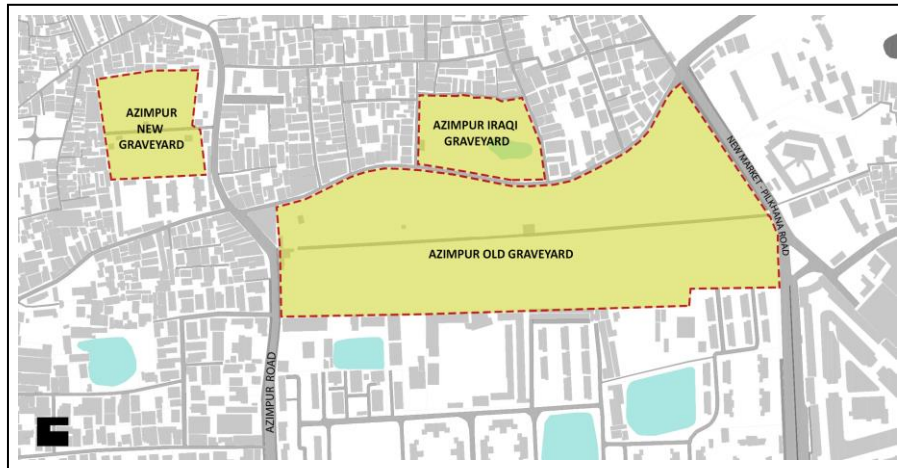 AZIMPUR
NEW
GRAVEYARD
AZIMPUR IRAQI
GRAVEYARD
NEW MARKET - PILKHANA ROAD
AZIMPUR OLD GRAVEYARD
AZIMPUR ROAD